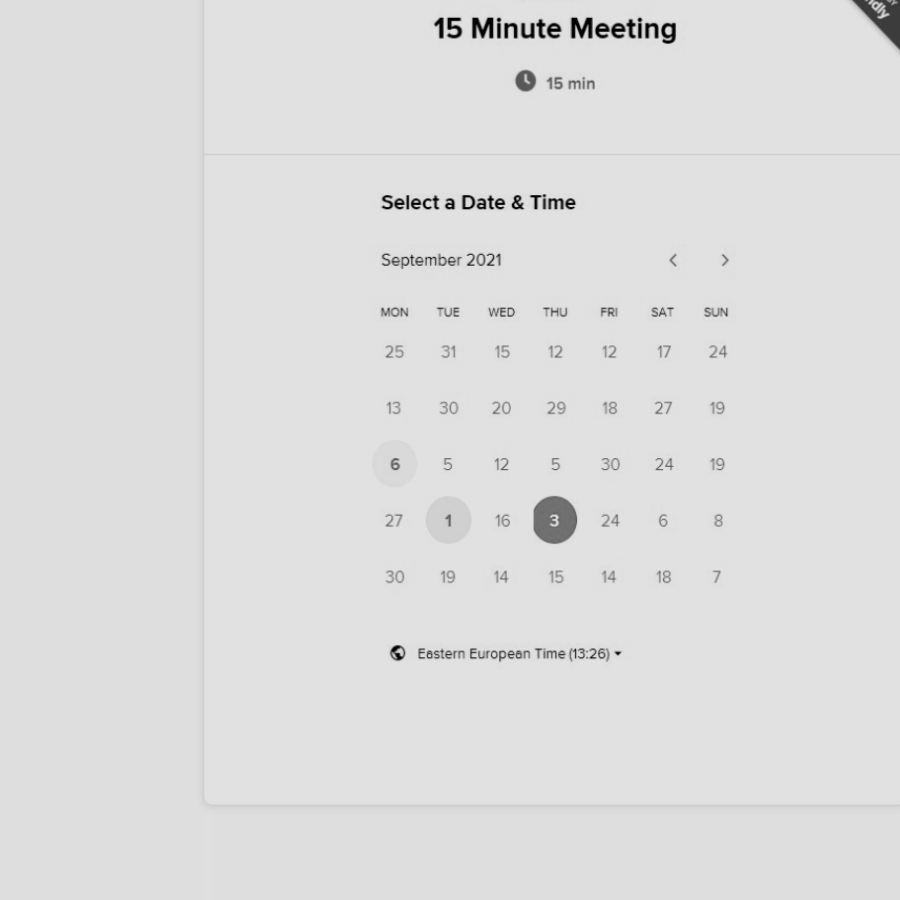 15 Minute Meeting
15 min
Select a Date & Time
September 2021
MON TUE WED THU FRI SAT SUN
25 31 15 12 12 17 24
13 30 20 29 18 27 19
6 5 12 5 30 24 19
27 1 16 3 24 6 8
30 19 14 15 14 18 7
Eastern European Time (13:26)